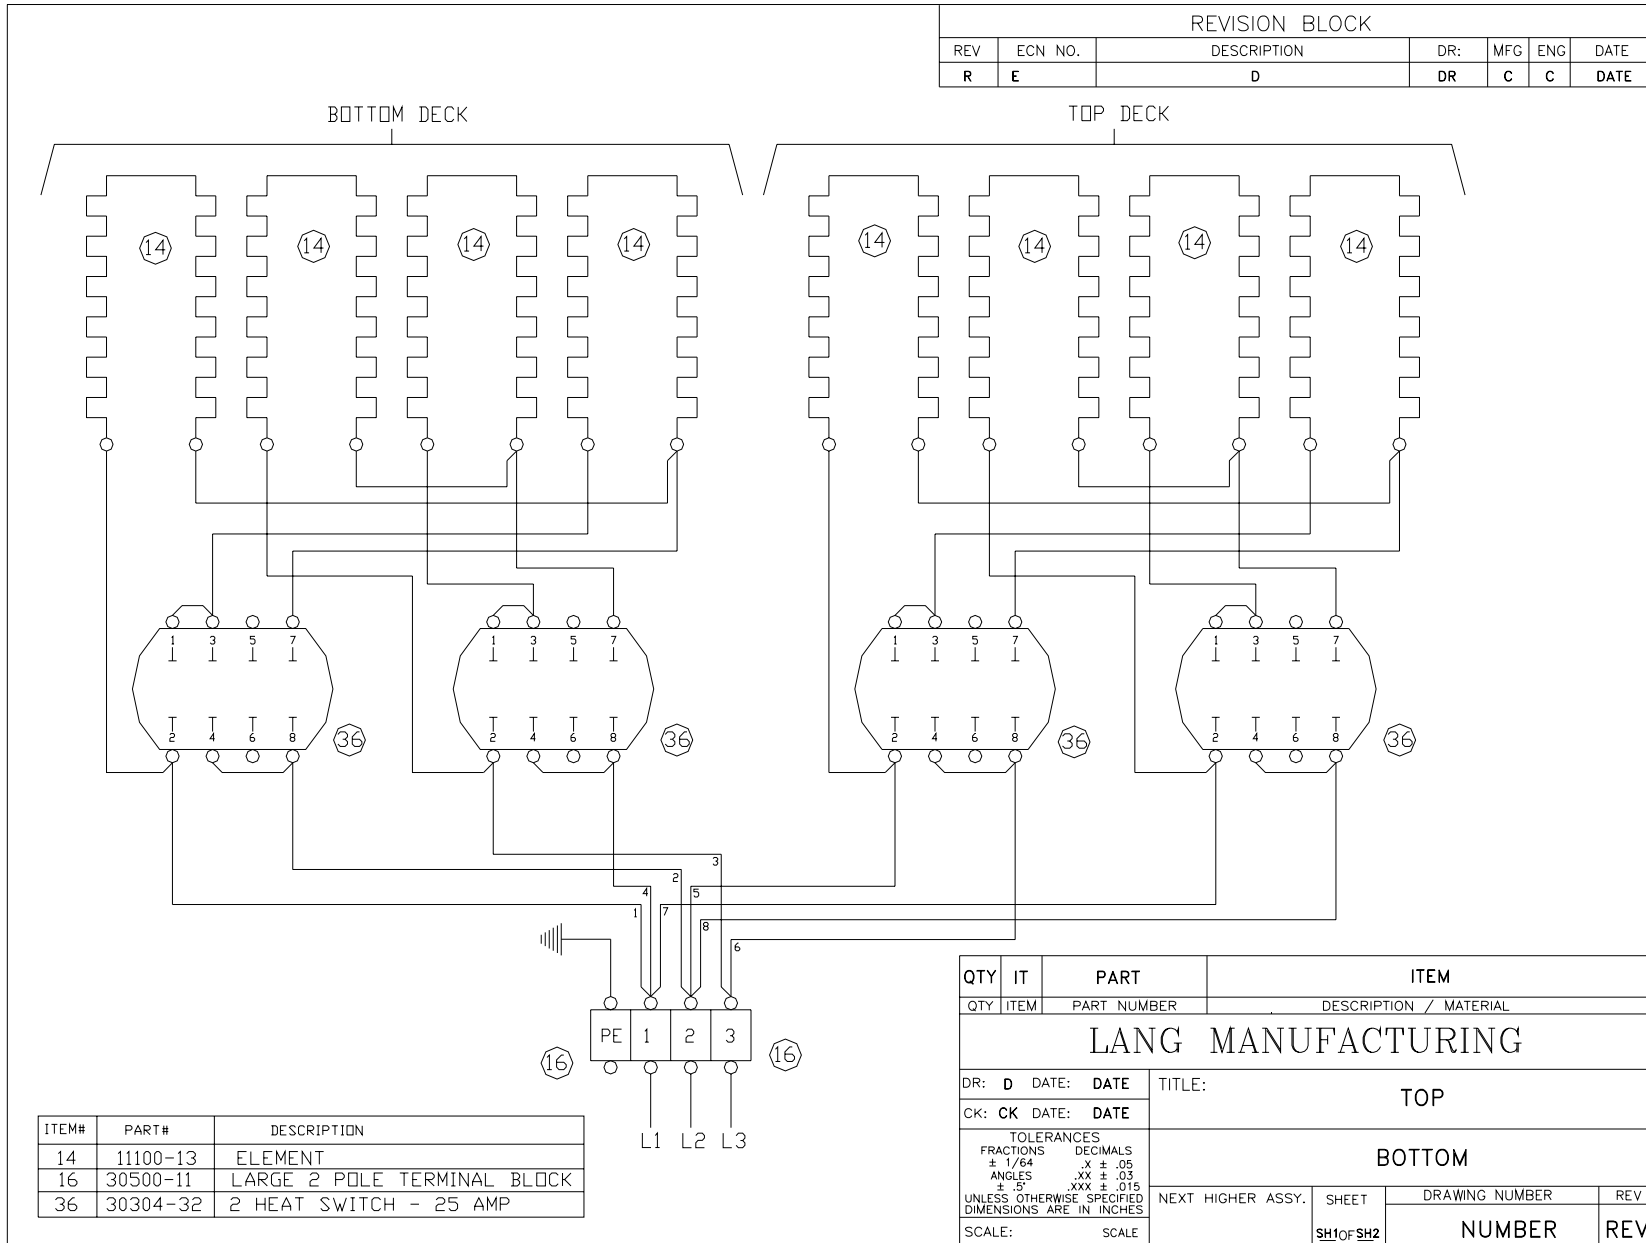 REVISION BLOCK
REV ECN NO. DESCRIPTION DR: MFG ENG DATE
R E D DR C C DATE
BOTTOM DECK TOP DECK
14 14 14 14 14 14 14 14
1 3 5 7 1 3 5 7 1 3 5 7 1 3 5 7
2 4 6 8 2 4 6 8 2 4 6 8 2 4 6 8
36 36 36 36
3
2
4 5
1 7
8
6
PE 1 2 3
16 16
L1 L2 L3
ITEM# PART# DESCRIPTION
14 11100-13 ELEMENT
16 30500-11 LARGE 2 POLE TERMINAL BLOCK
36 30304-32 2 HEAT SWITCH - 25 AMP
QTY IT PART ITEM
QTY ITEM PART NUMBER DESCRIPTION / MATERIAL
LANG MANUFACTURING
DR: D DATE: DATE TITLE:
TOP
CK: CK DATE: DATE
TOLERANCES
FRACTIONS DECIMALS
± 1/64 .X ± .05
ANGLES .XX ± .03
± .5° .XXX ± .015
UNLESS OTHERWISE SPECIFIED
DIMENSIONS ARE IN INCHES
BOTTOM
NEXT HIGHER ASSY. SHEET DRAWING NUMBER REV
SCALE: SCALE SH1OFSH2 NUMBER REV